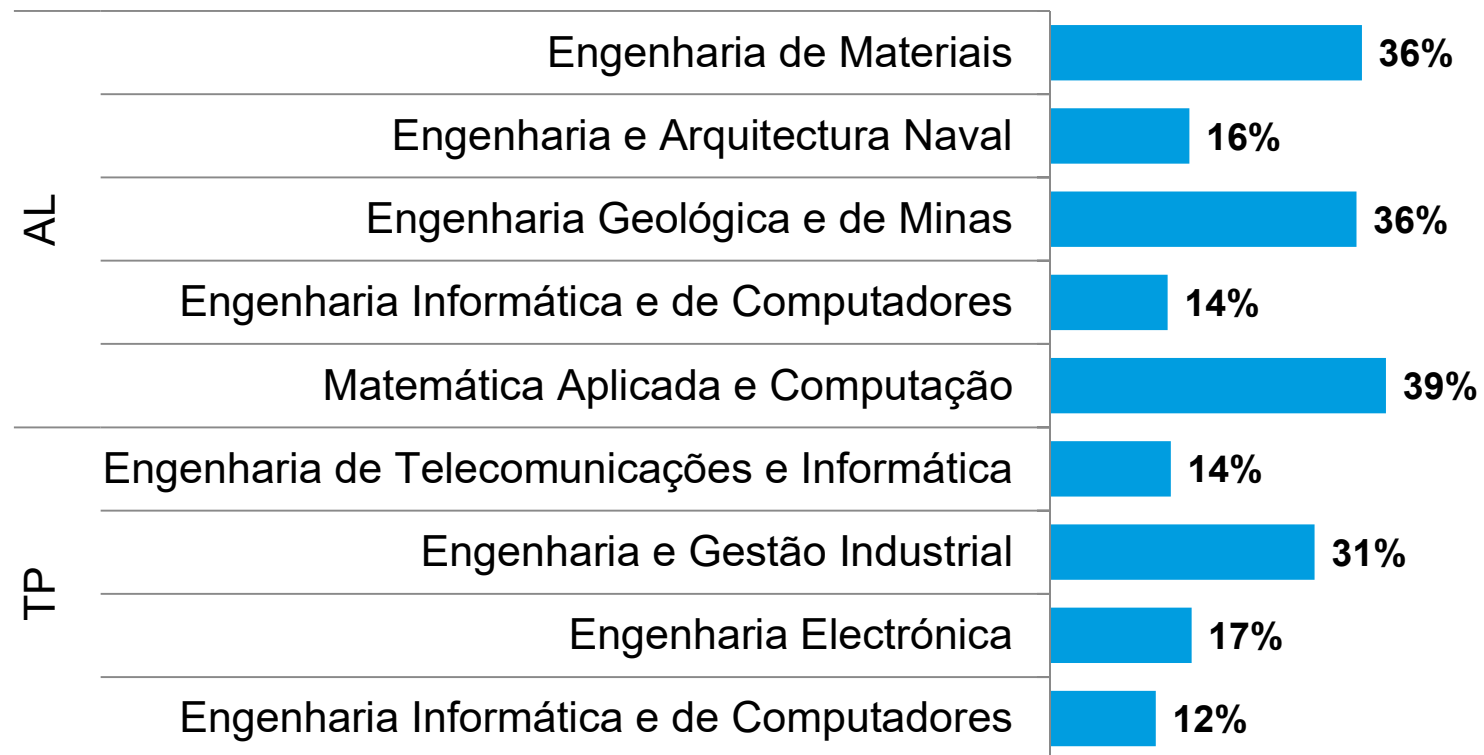 AL
Engenharia de Materiais 36%
Engenharia e Arquitectura Naval 16%
Engenharia Geológica e de Minas 36%
Engenharia Informática e de Computadores 14%
Matemática Aplicada e Computação 39%
TP
Engenharia de Telecomunicações e Informática 14%
Engenharia e Gestão Industrial 31%
Engenharia Electrónica 17%
Engenharia Informática e de Computadores 12%